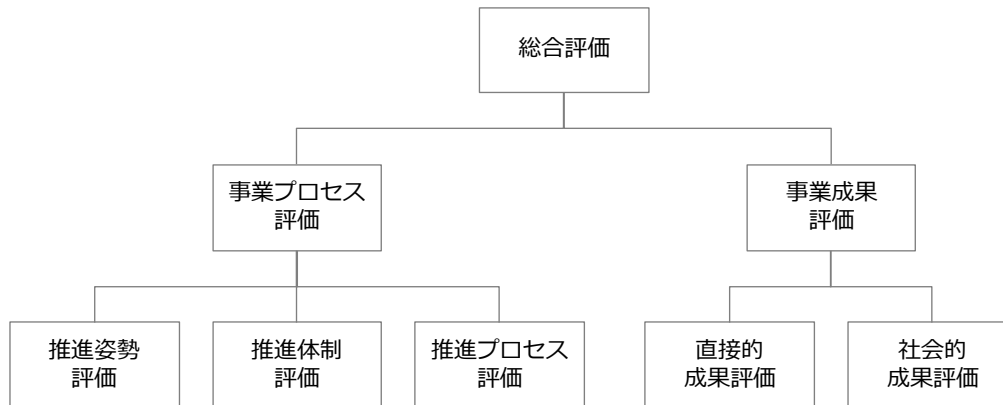 総合評価
事業プロセス
評価
事業成果
評価
推進姿勢
評価
推進体制
評価
推進プロセス
評価
直接的
成果評価
社会的
成果評価